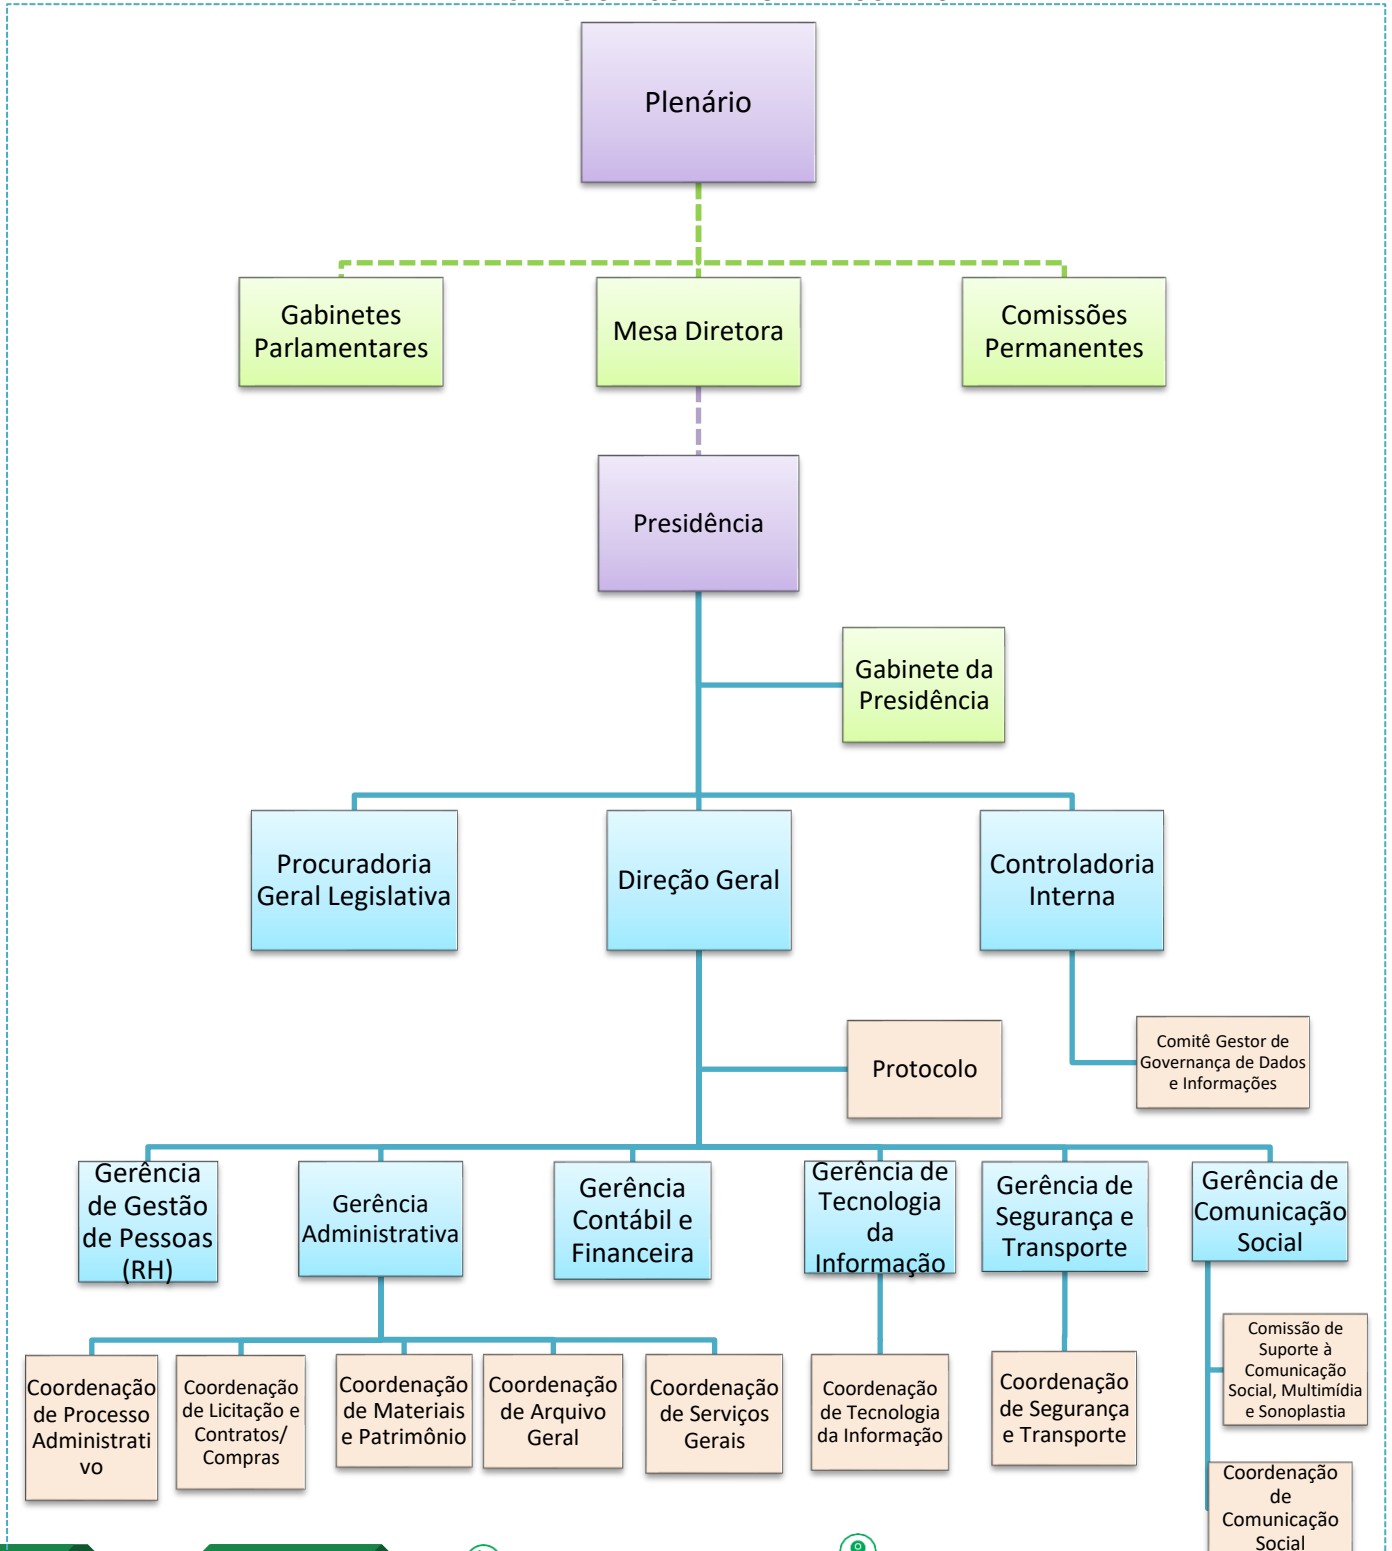 Plenário
Gabinetes
Parlamentares
Mesa Diretora
Comissões
Permanentes
Presidência
Gabinete da
Presidência
Procuradoria
Geral Legislativa
Direção Geral
Controladoria
Interna
Protocolo
Comitê Gestor de
Governança de Dados
e Informações
Gerência
de Gestão
de Pessoas
(RH)
Gerência
Administrativa
Gerência
Contábil e
Financeira
Gerência de
Tecnologia
da
Informação
Gerência de
Segurança e
Transporte
Gerência de
Comunicação
Social
Coordenação
de Processo
Administrati
vo
Coordenação
de Licitação e
Contratos/
Compras
Coordenação
de Materiais
e Patrimônio
Coordenação
de Arquivo
Geral
Coordenação
de Serviços
Gerais
Coordenação
de Tecnologia
da Informação
Coordenação
de Segurança
e Transporte
Comissão de
Suporte à
Comunicação
Social, Multimídia
e Sonoplastia
Coordenação
de
Comunicação
Social